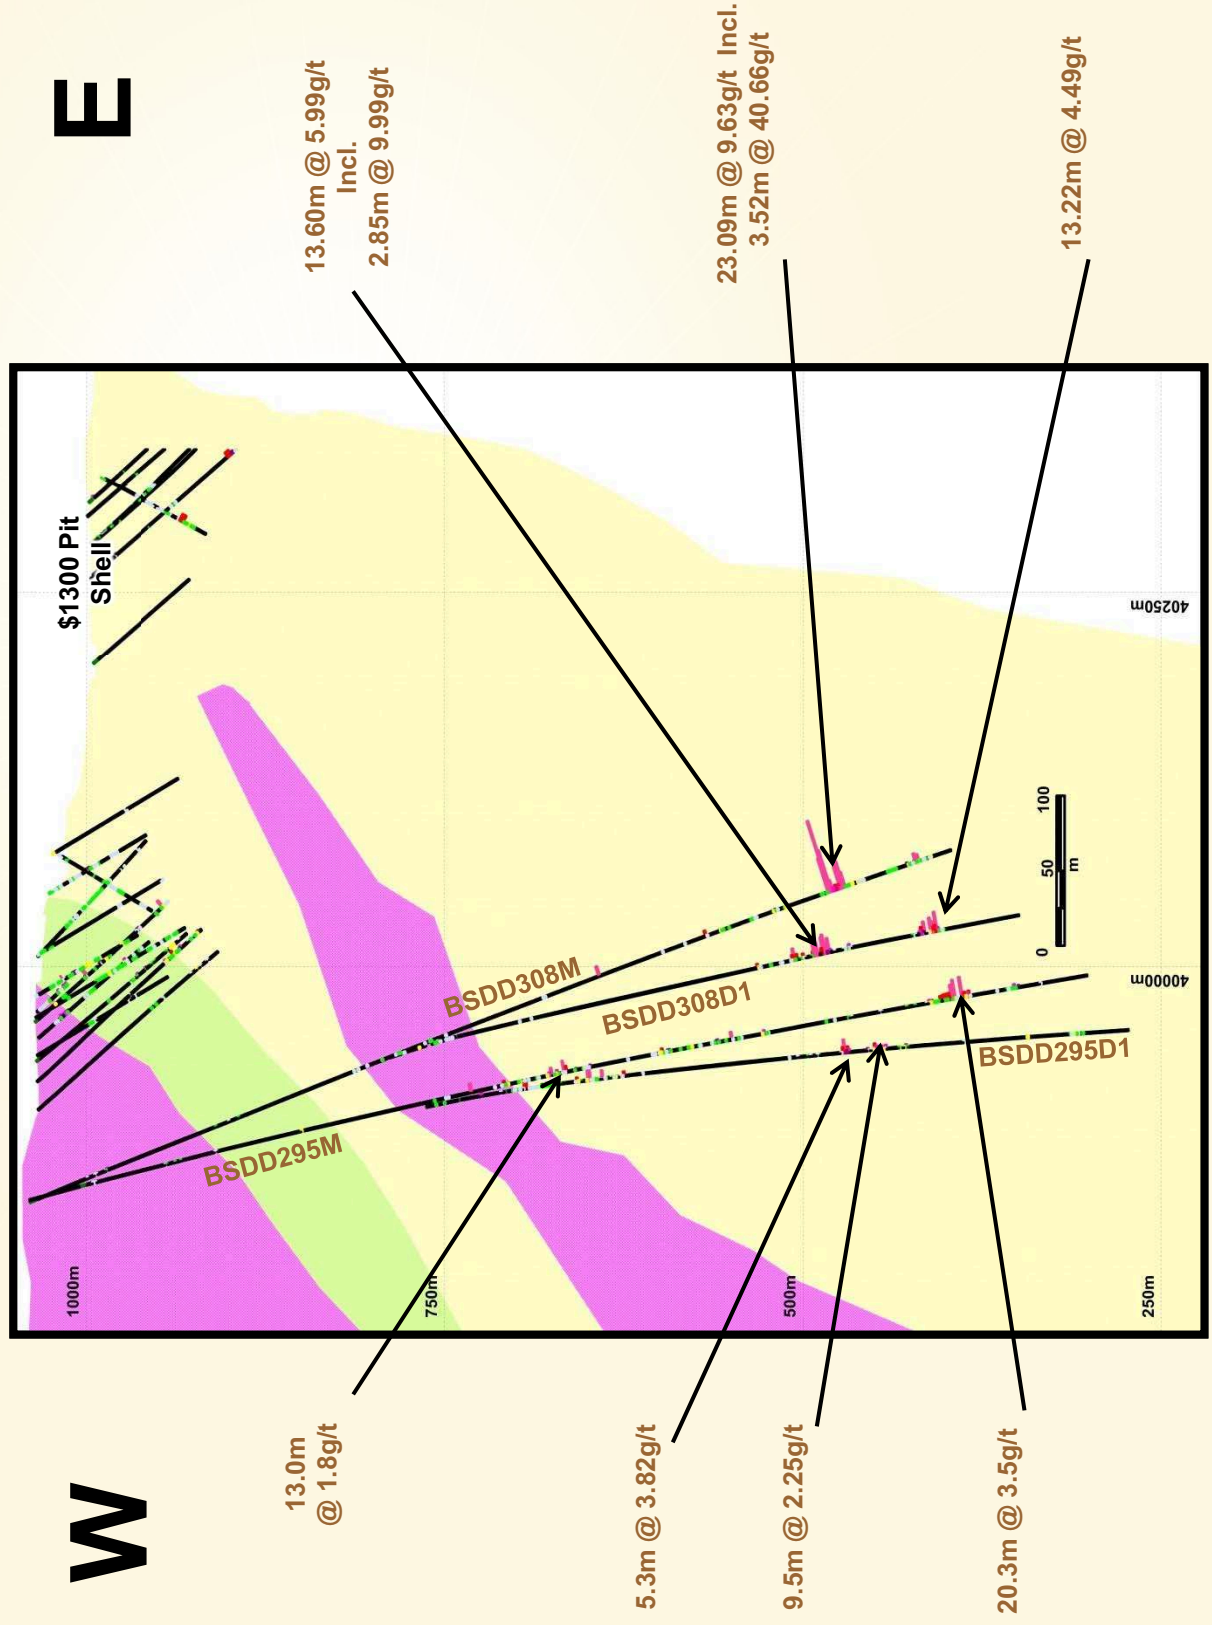 W
E
$1300 Pit
Shell
13.60m @ 5.99g/t
Incl.
2.85m @ 9.99g/t
23.09m @ 9.63g/t Incl.
3.52m @ 40.66g/t
13.22m @ 4.49g/t
13.0m
@ 1.8g/t
5.3m @ 3.82g/t
9.5m @ 2.25g/t
20.3m @ 3.5g/t
BSDD295M
BSDD308M
BSDD308D1
BSDD295D1
1000m
750m
500m
250m
40000m
40250m
0 50 100
m